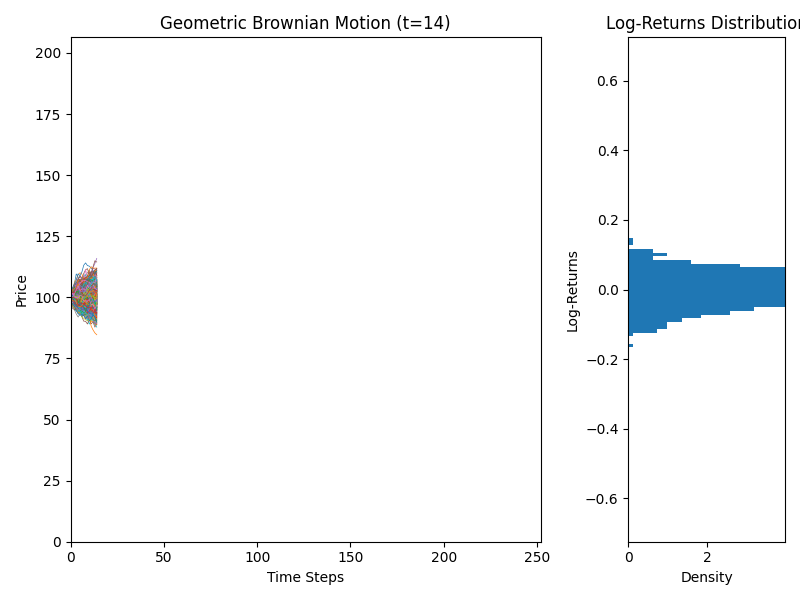 Geometric Brownian Motion (t=14)
Log-Returns Distribution
Price
200
175
150
125
100
75
50
25
0
0 50 100 150 200 250
Time Steps
Log-Returns
0.6
0.4
0.2
0.0
−0.2
−0.4
−0.6
0 2
Density